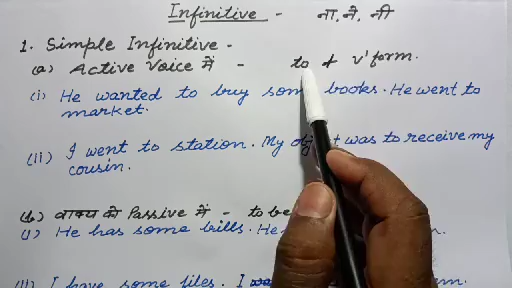 Infinitive - ना, ने, नी
1. Simple Infinitive -
(a) Active Voice में - to + v' form.
(i) He wanted to buy some books. He went to
market.
(ii) I went to station. My object was to receive my
cousin.
(b) वाक्य को Passive में - to be
(i) He has some bills. He
(ii) I have some files. I